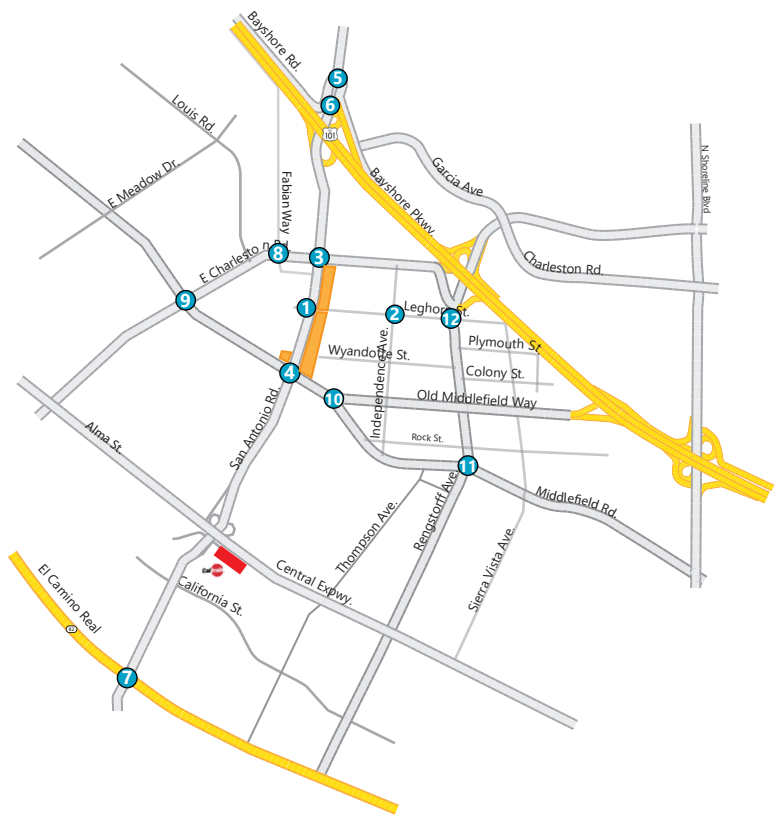 Bayshore Rd.
5
6
101
Louis Rd.
E Meadow Dr.
Fabian Way
Garcia Ave
N Shoreline Blvd
Bayshore Pkwy
E Charlesto n Rd.
8
3
Charleston Rd.
9
1
2
Leghorn St.
12
Plymouth St.
Wyandotte St.
Independence Ave.
Colony St.
4
10
Old Middlefield Way
San Antonio Rd.
Rock St.
Alma St.
11
Middlefield Rd.
Rengstorff Ave.
Thompson Ave.
Sierra Vista Ave.
Cal
Central Expwy.
California St.
El Camino Real
82
7